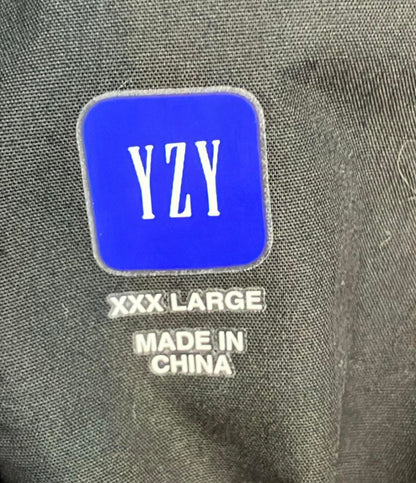 YZY
XXX LARGE
MADE IN
CHINA